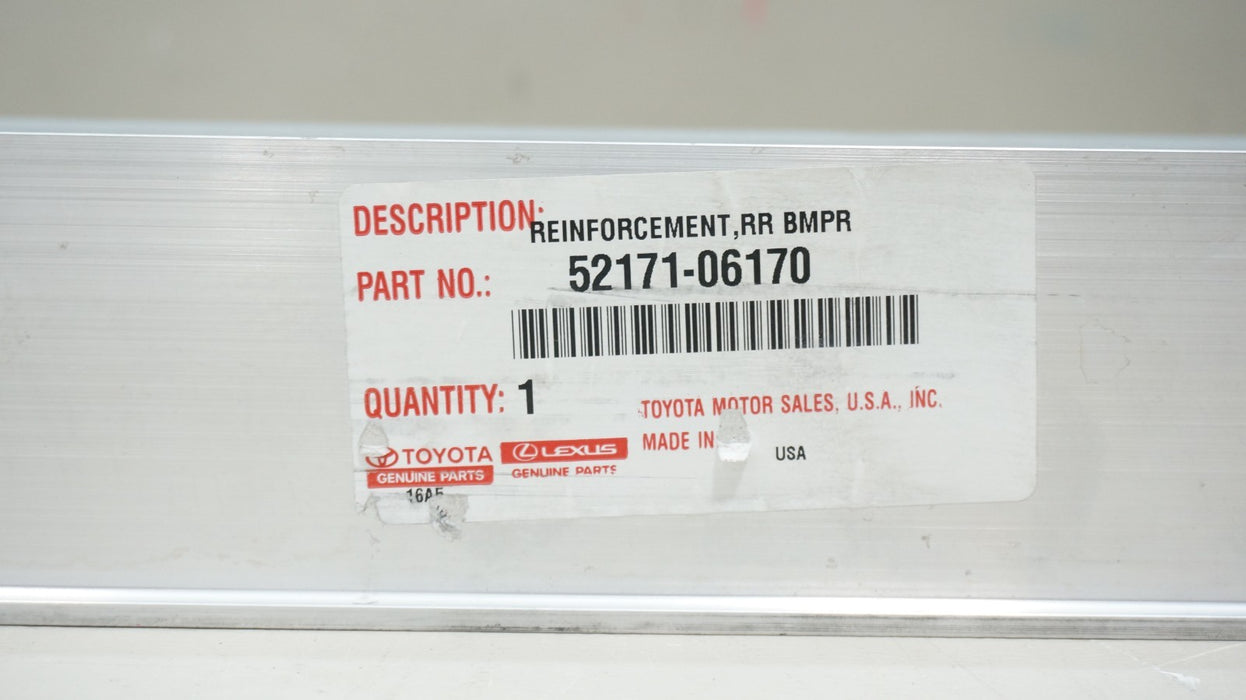 DESCRIPTION: REINFORCEMENT,RR BMPR
PART NO.: 52171-06170
QUANTITY: 1
TOYOTA MOTOR SALES, U.S.A., INC.
MADE IN USA
TOYOTA LEXUS
GENUINE PARTS GENUINE PARTS